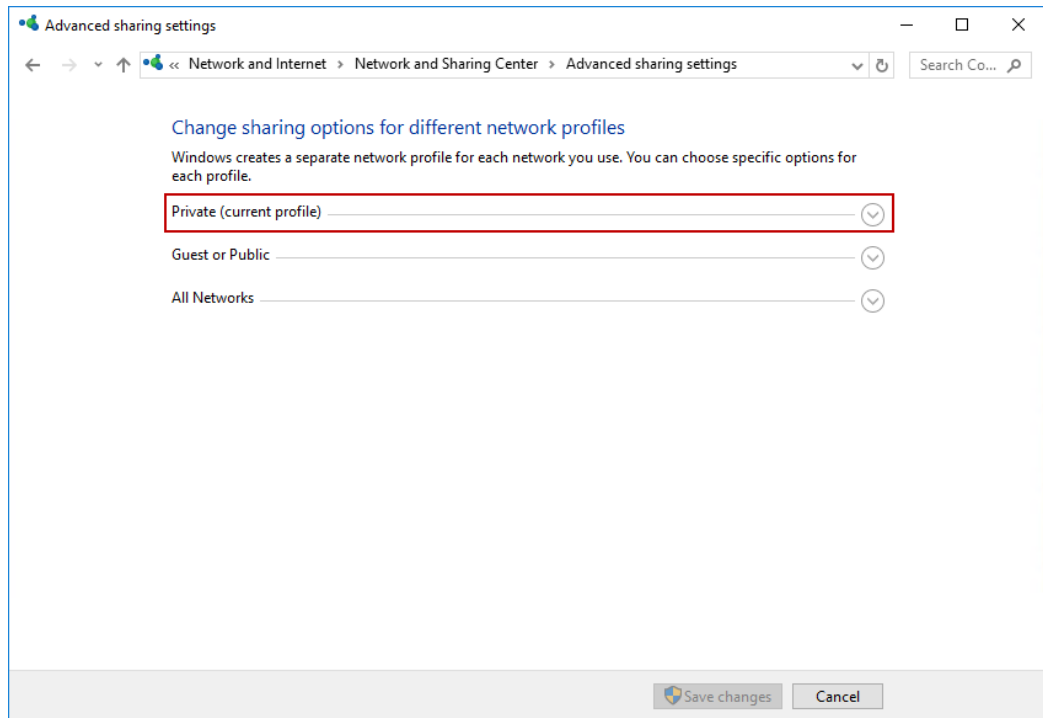 Advanced sharing settings
« Network and Internet > Network and Sharing Center > Advanced sharing settings
Search Co...
Change sharing options for different network profiles
Windows creates a separate network profile for each network you use. You can choose specific options for
each profile.
Private (current profile)
Guest or Public
All Networks
Save changes
Cancel